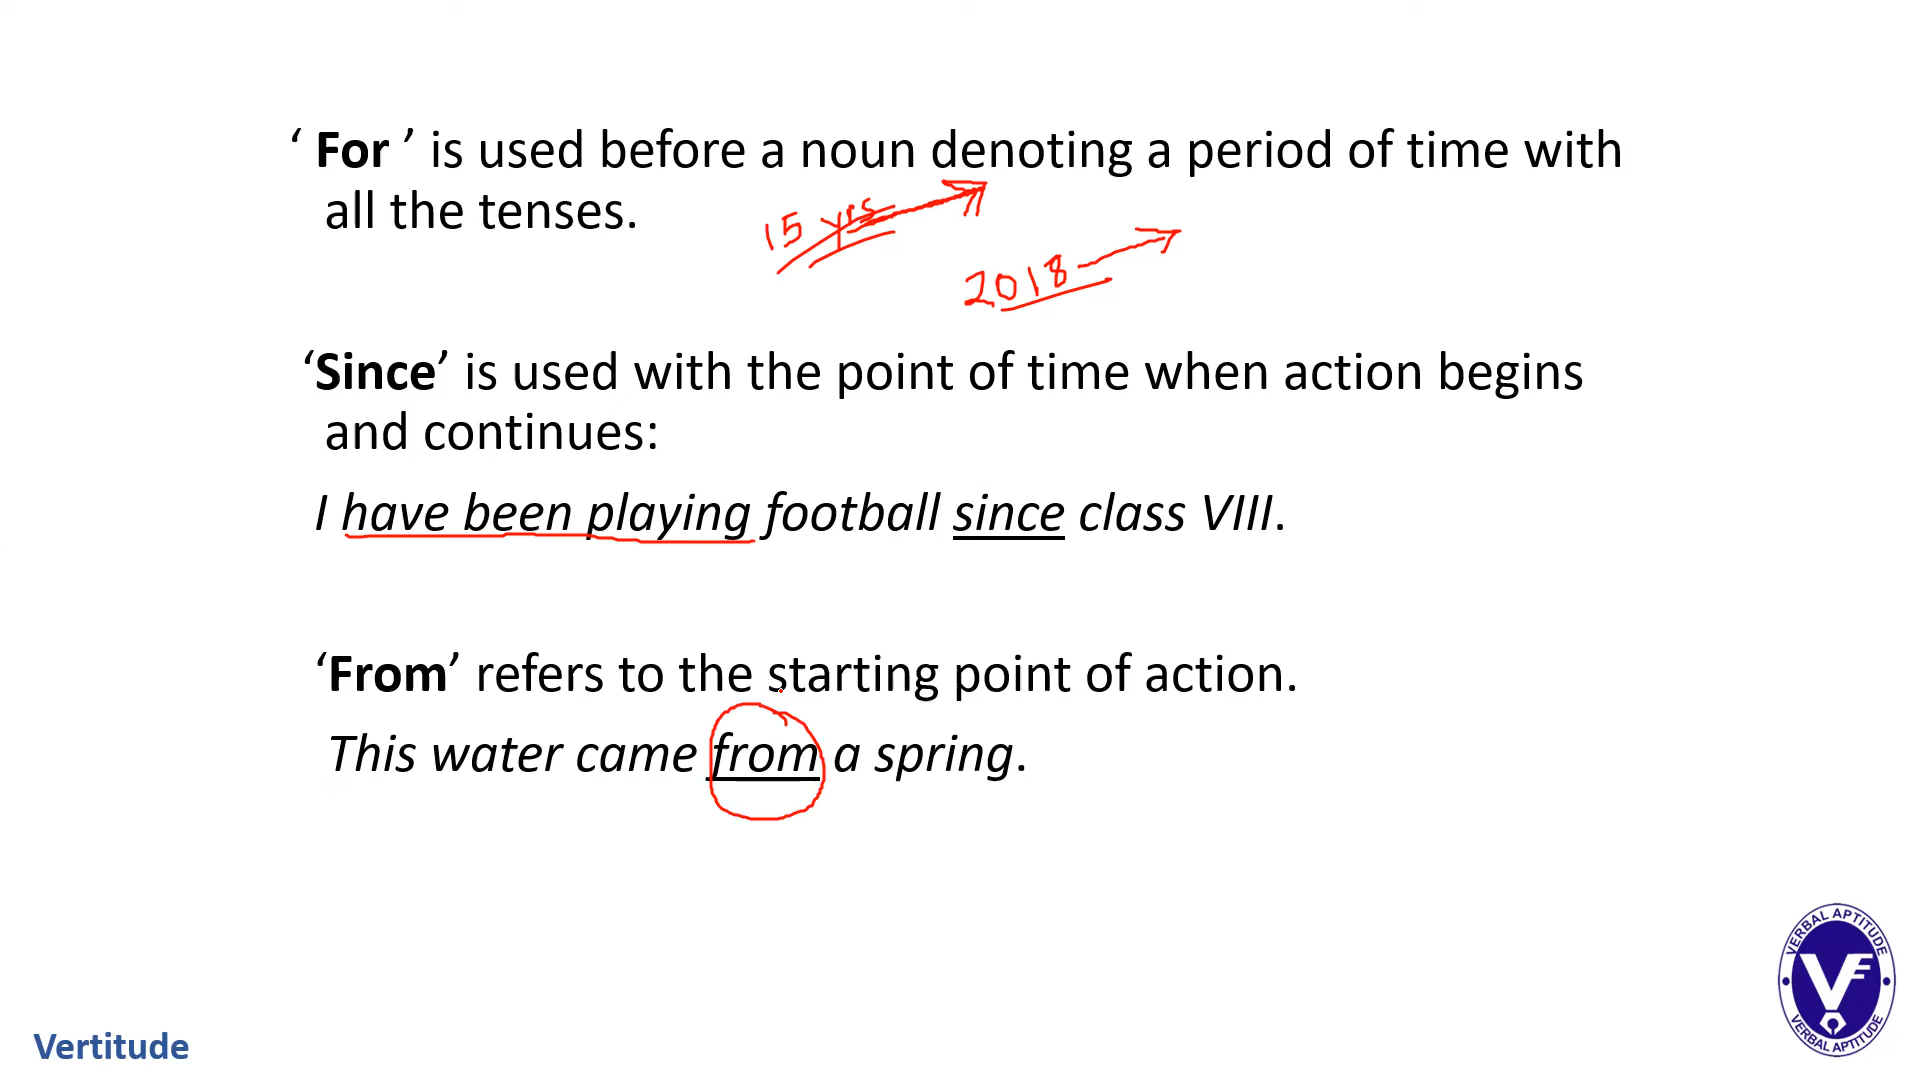 ‘ For ’ is used before a noun denoting a period of time with
all the tenses.
15 yrs
2018
‘Since’ is used with the point of time when action begins
and continues:
I have been playing football since class VIII.
‘From’ refers to the starting point of action.
This water came from a spring.
VERBAL APTITUDE
V
VERBAL APTITUDE
Vertitude